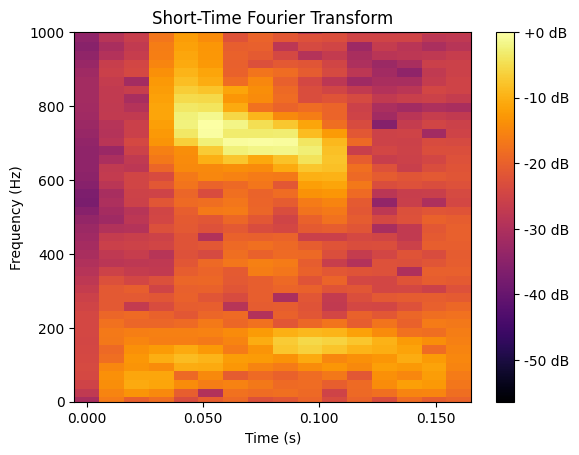 Short-Time Fourier Transform
1000
800
600
400
200
0
Frequency (Hz)
0.000
0.050
0.100
0.150
Time (s)
+0 dB
-10 dB
-20 dB
-30 dB
-40 dB
-50 dB